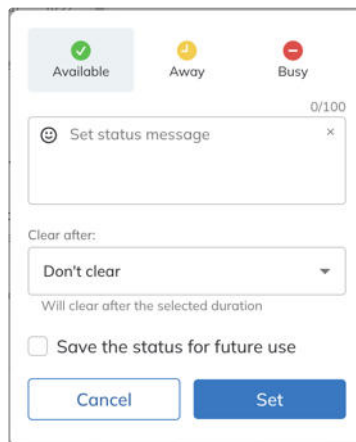 Available Away Busy
0/100
Set status message ×
Clear after:
Don't clear
Will clear after the selected duration
Save the status for future use
Cancel Set